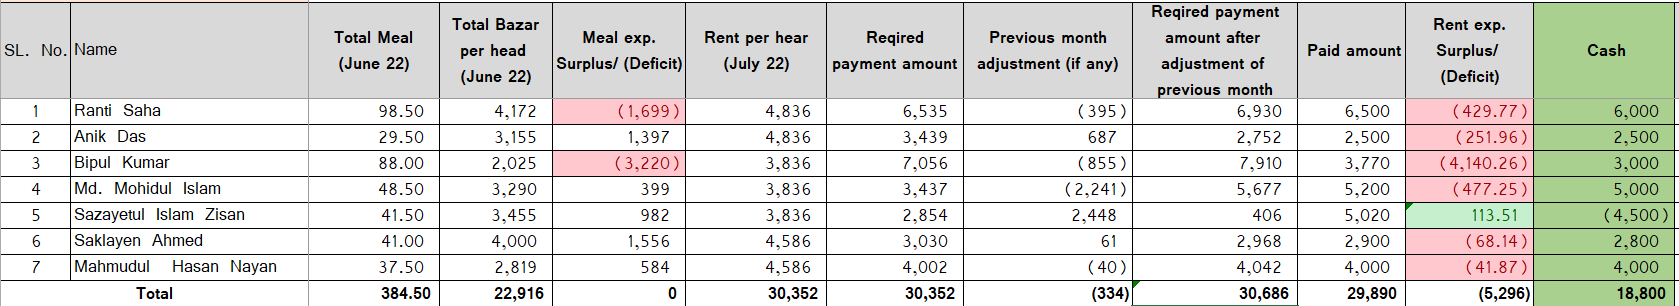 SL. No. Name Total Meal (June 22) Total Bazar per head (June 22) Meal exp. Surplus/ (Deficit) Rent per hear (July 22) Reqired payment amount Previous month adjustment (if any) Reqired payment amount after adjustment of previous month Paid amount Rent exp. Surplus/ (Deficit) Cash
1 Ranti Saha 98.50 4,172 (1,699) 4,836 6,535 (395) 6,930 6,500 (429.77) 6,000
2 Anik Das 29.50 3,155 1,397 4,836 3,439 687 2,752 2,500 (251.96) 2,500
3 Bipul Kumar 88.00 2,025 (3,220) 3,836 7,056 (855) 7,910 3,770 (4,140.26) 3,000
4 Md. Mohidul Islam 48.50 3,290 399 3,836 3,437 (2,241) 5,677 5,200 (477.25) 5,000
5 Sazayetul Islam Zisan 41.50 3,455 982 3,836 2,854 2,448 406 5,020 113.51 (4,500)
6 Saklayen Ahmed 41.00 4,000 1,556 4,586 3,030 61 2,968 2,900 (68.14) 2,800
7 Mahmudul Hasan Nayan 37.50 2,819 584 4,586 4,002 (40) 4,042 4,000 (41.87) 4,000
Total 384.50 22,916 0 30,352 30,352 (334) 30,686 29,890 (5,296) 18,800